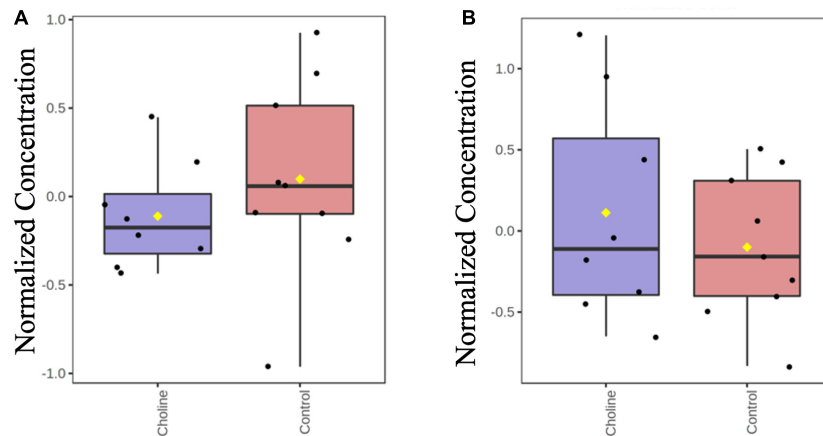 A
Normalized Concentration
1.0
0.5
0.0
-0.5
-1.0
Choline
Control
B
Normalized Concentration
1.0
0.5
0.0
-0.5
Choline
Control